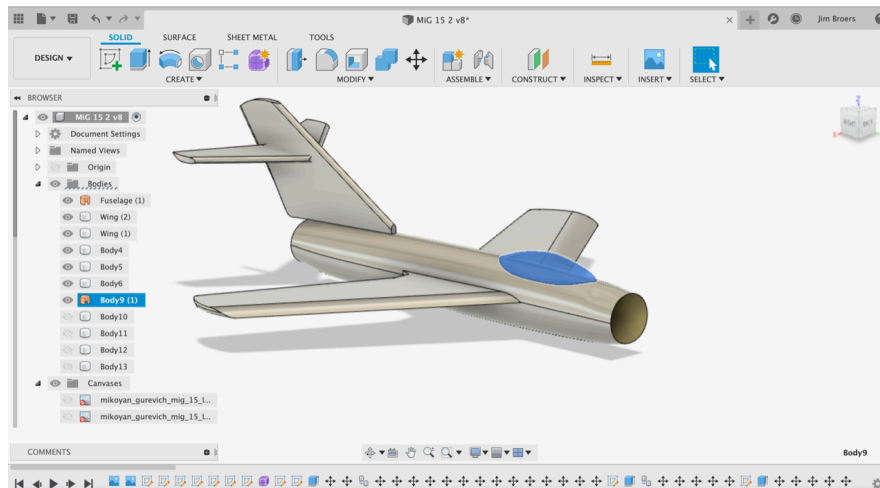 MiG 15 2 v8*
Jim Broers
SOLID SURFACE SHEET METAL TOOLS
DESIGN
CREATE MODIFY ASSEMBLE CONSTRUCT INSPECT INSERT SELECT
BROWSER
MiG 15 2 v8
Document Settings
Named Views
Origin
Bodies
Fuselage (1)
Wing (2)
Wing (1)
Body4
Body5
Body6
Body9 (1)
Body10
Body11
Body12
Body13
Canvases
mikoyan_gurevich_mig_15_l...
mikoyan_gurevich_mig_15_l...
Z
RIGHT BACK
COMMENTS
Body9